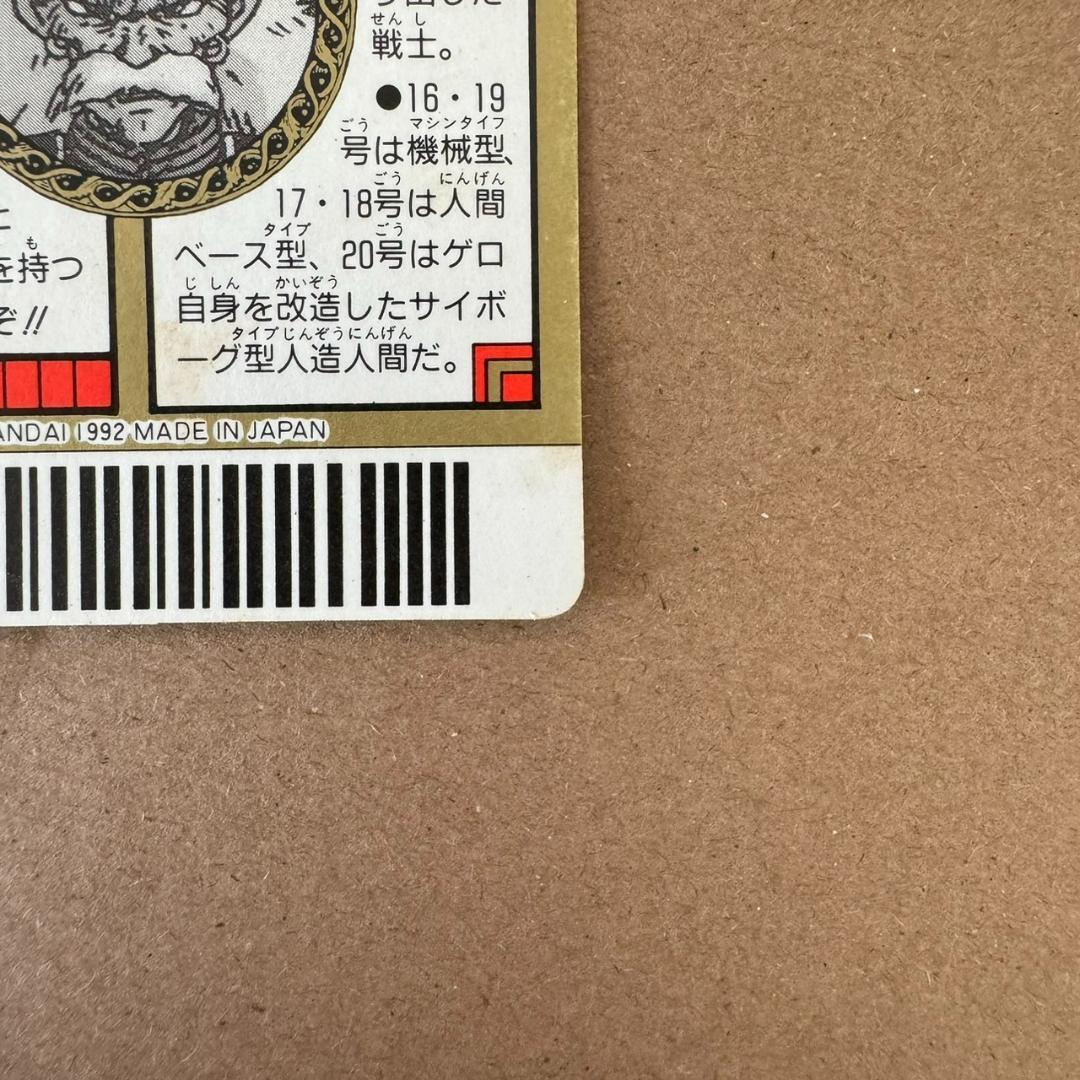 戦士。
●16・19
号は機械型、
17・18号は人間
ベース型、20号はゲロ
自身を改造したサイボ
ーグ型人造人間だ。
を持つ
ぞ!!
ANDAI 1992 MADE IN JAPAN